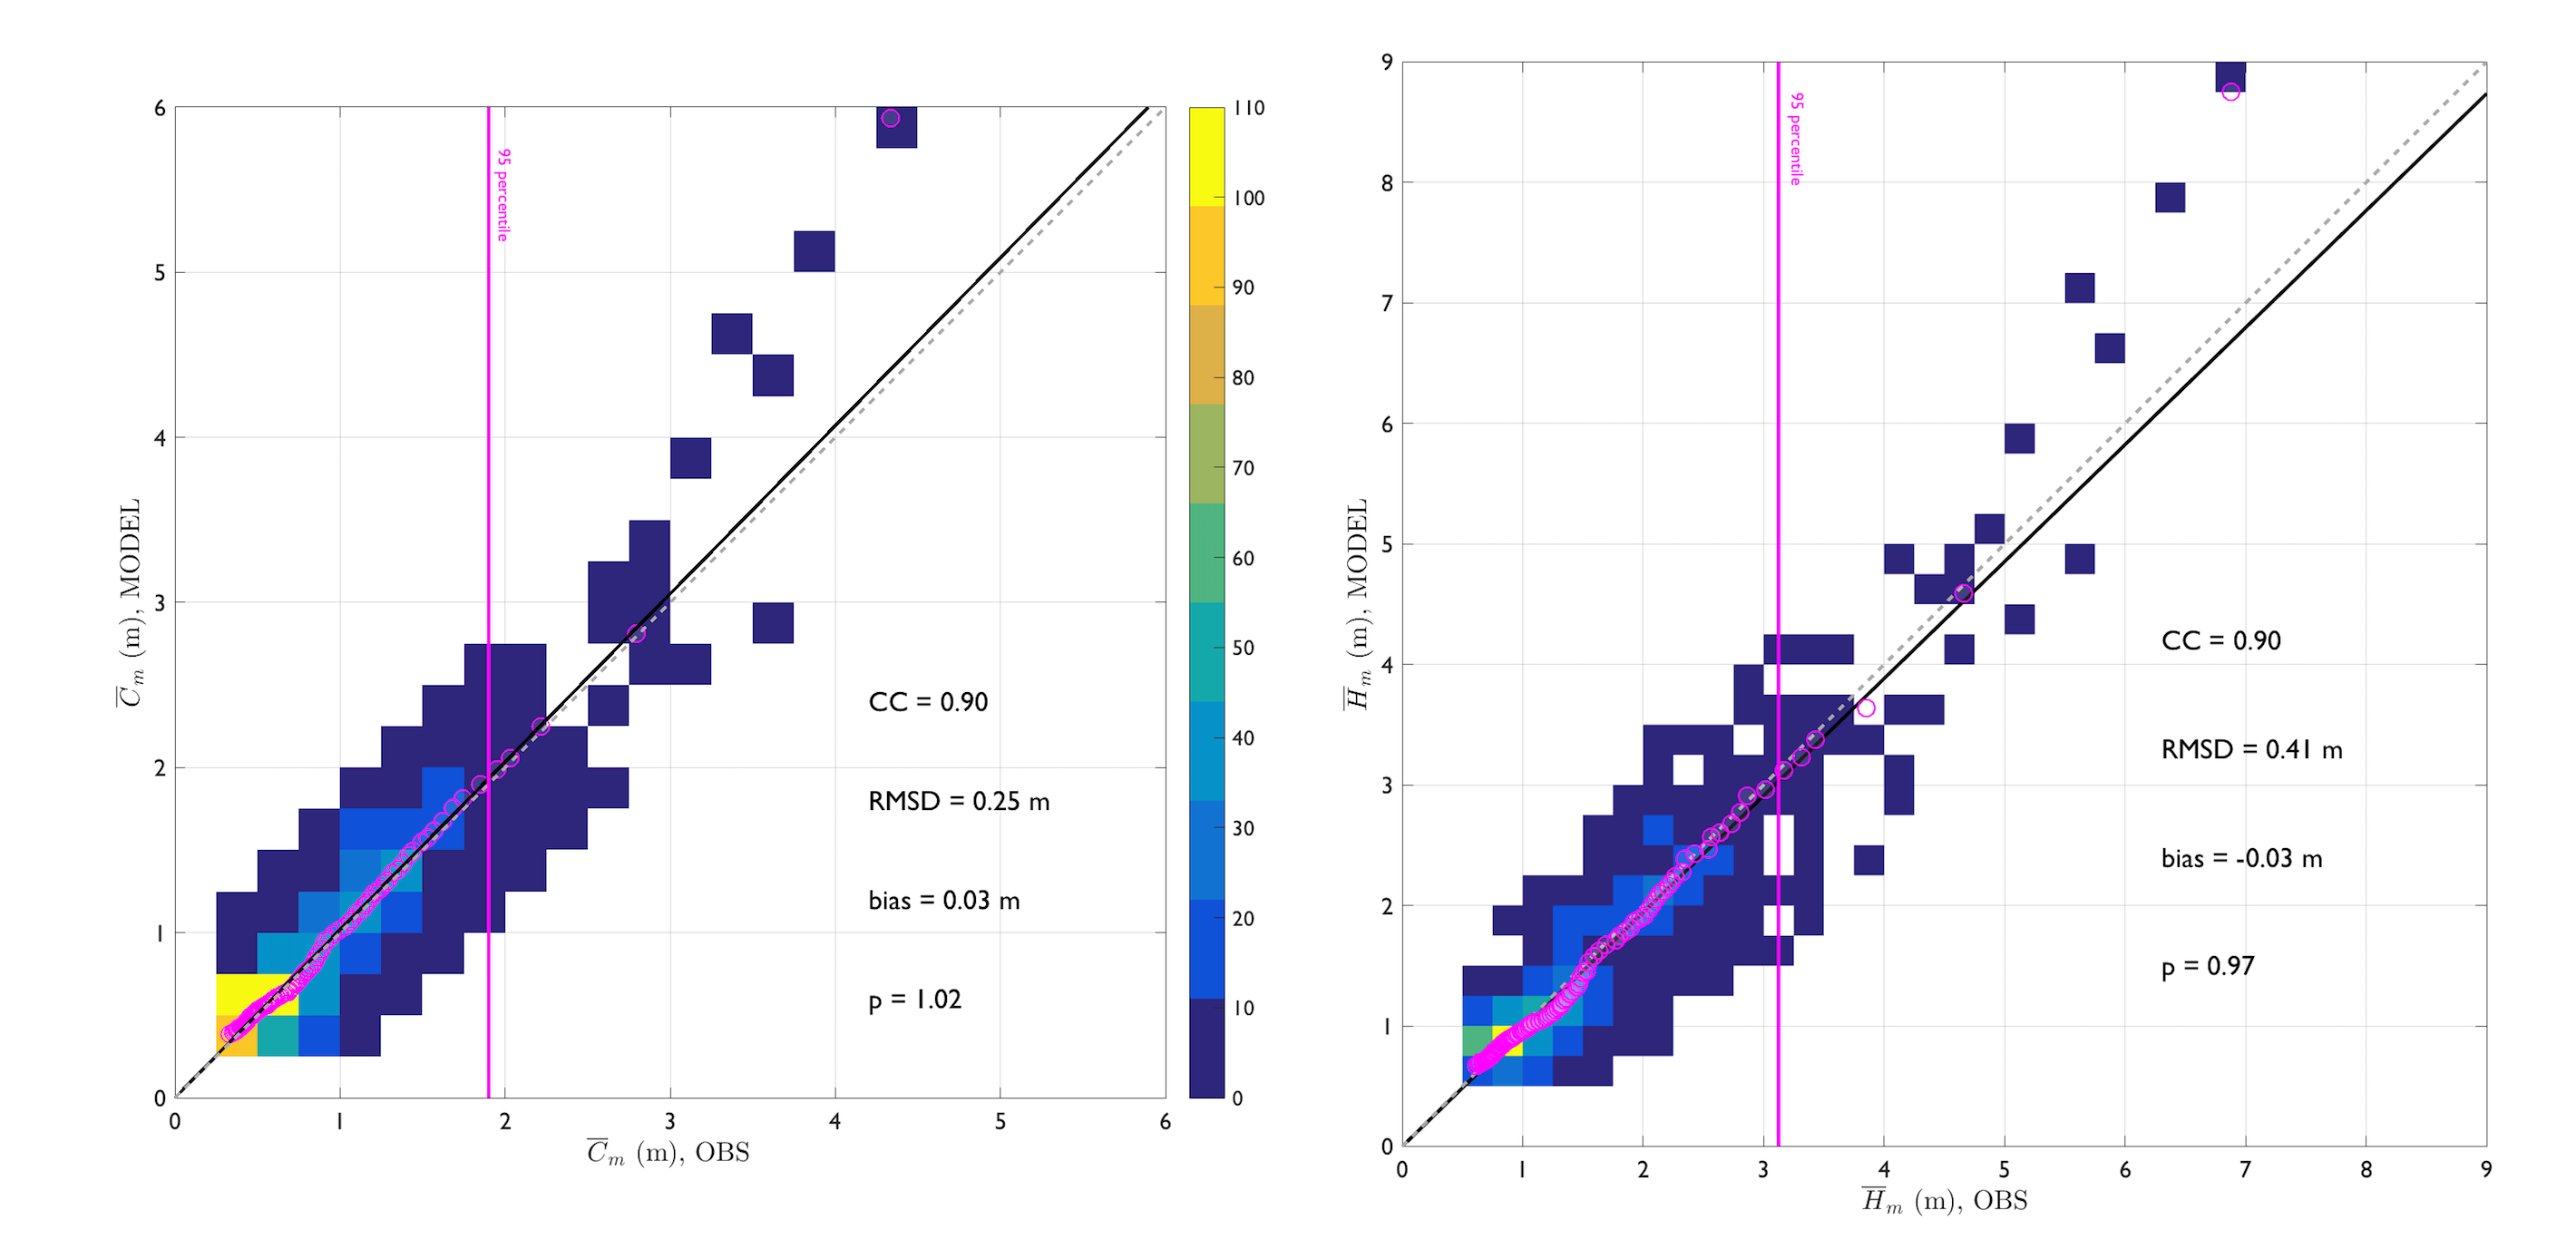 6
5
4
3
2
1
0
0 1 2 3 4 5 6
C̅m (m), MODEL
C̅m (m), OBS
95 percentile
CC = 0.90
RMSD = 0.25 m
bias = 0.03 m
p = 1.02
110
100
90
80
70
60
50
40
30
20
10
0
9
8
7
6
5
4
3
2
1
0
0 1 2 3 4 5 6 7 8 9
H̅m (m), MODEL
H̅m (m), OBS
95 percentile
CC = 0.90
RMSD = 0.41 m
bias = -0.03 m
p = 0.97